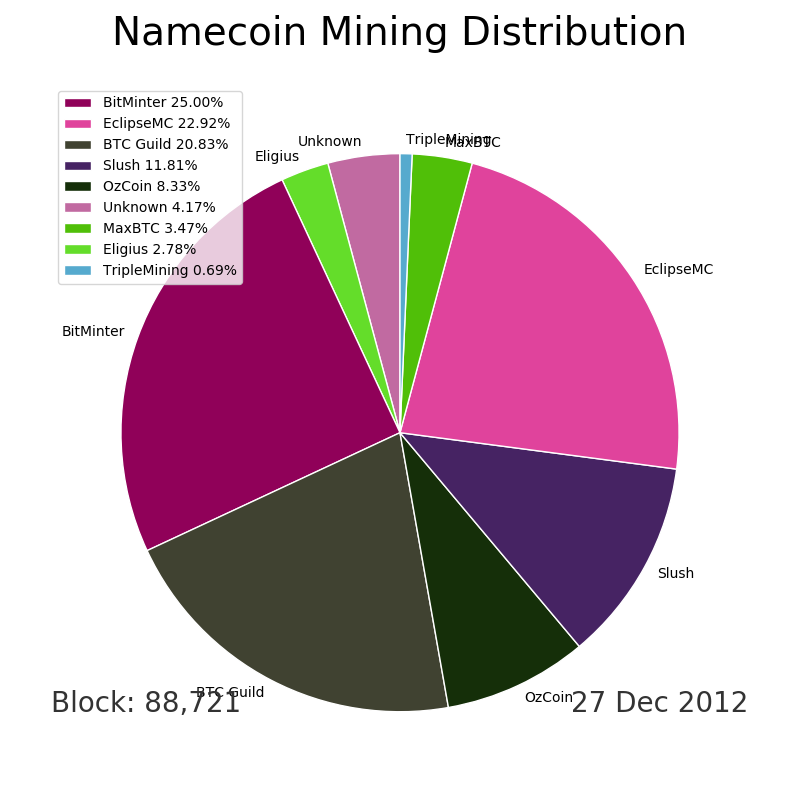 Namecoin Mining Distribution
BitMinter 25.00%
EclipseMC 22.92%
BTC Guild 20.83%
Slush 11.81%
OzCoin 8.33%
Unknown 4.17%
MaxBTC 3.47%
Eligius 2.78%
TripleMining 0.69%
TripleMining
MaxBTC
Unknown
Eligius
EclipseMC
BitMinter
Slush
BTC Guild
OzCoin
Block: 88,721
27 Dec 2012